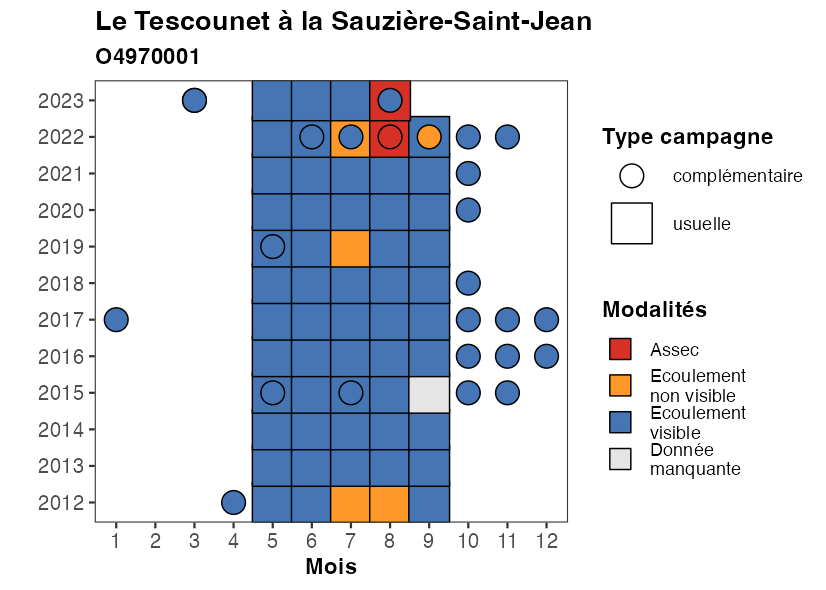 Le Tescounet à la Sauzière-Saint-Jean
O4970001
2023
2022
2021
2020
2019
2018
2017
2016
2015
2014
2013
2012
1 2 3 4 5 6 7 8 9 10 11 12
Mois
Type campagne
complémentaire
usuelle
Modalités
Assec
Ecoulement
non visible
Ecoulement
visible
Donnée
manquante